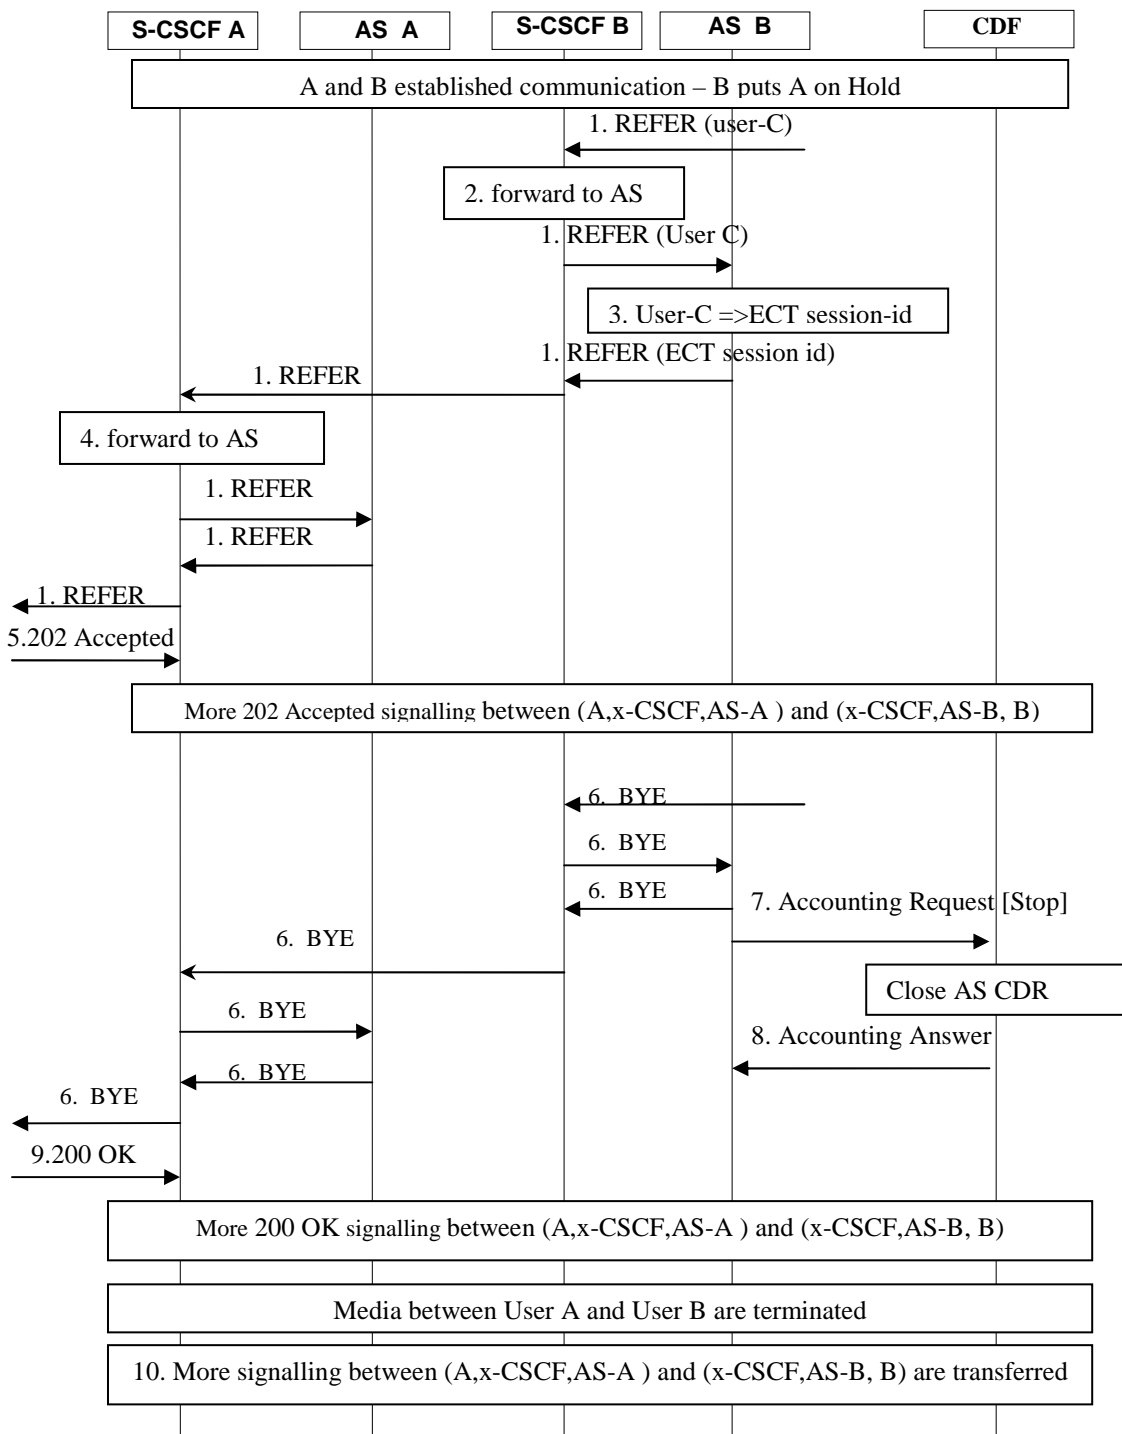 S-CSCF A
AS A
S-CSCF B
AS B
CDF
A and B established communication – B puts A on Hold
1. REFER (user-C)
2. forward to AS
1. REFER (User C)
3. User-C =>ECT session-id
1. REFER (ECT session id)
1. REFER
4. forward to AS
1. REFER
1. REFER
1. REFER
5.202 Accepted
More 202 Accepted signalling between (A,x-CSCF,AS-A ) and (x-CSCF,AS-B, B)
6. BYE
6. BYE
6. BYE
7. Accounting Request [Stop]
6. BYE
Close AS CDR
6. BYE
8. Accounting Answer
6. BYE
6. BYE
9.200 OK
More 200 OK signalling between (A,x-CSCF,AS-A ) and (x-CSCF,AS-B, B)
Media between User A and User B are terminated
10. More signalling between (A,x-CSCF,AS-A ) and (x-CSCF,AS-B, B) are transferred